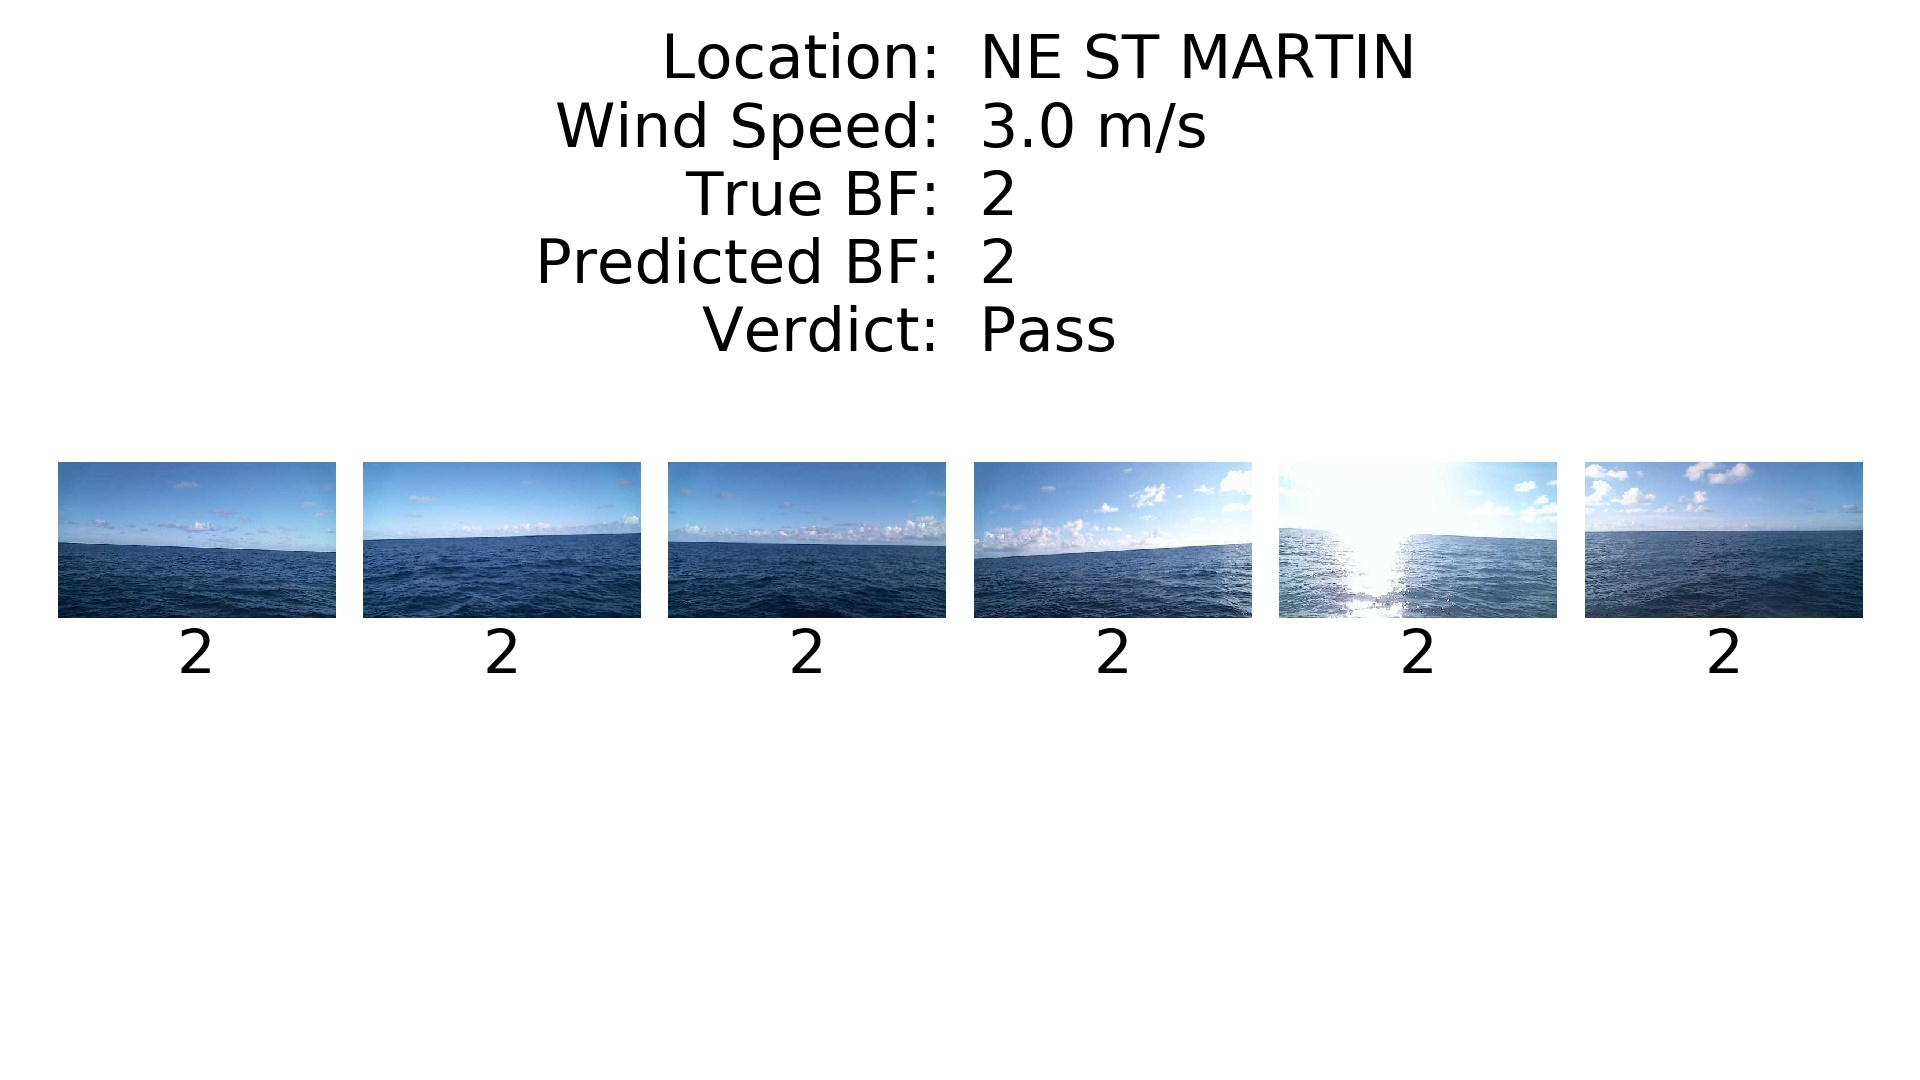 Location: NE ST MARTIN
Wind Speed: 3.0 m/s
True BF: 2
Predicted BF: 2
Verdict: Pass
2 2 2 2 2 2